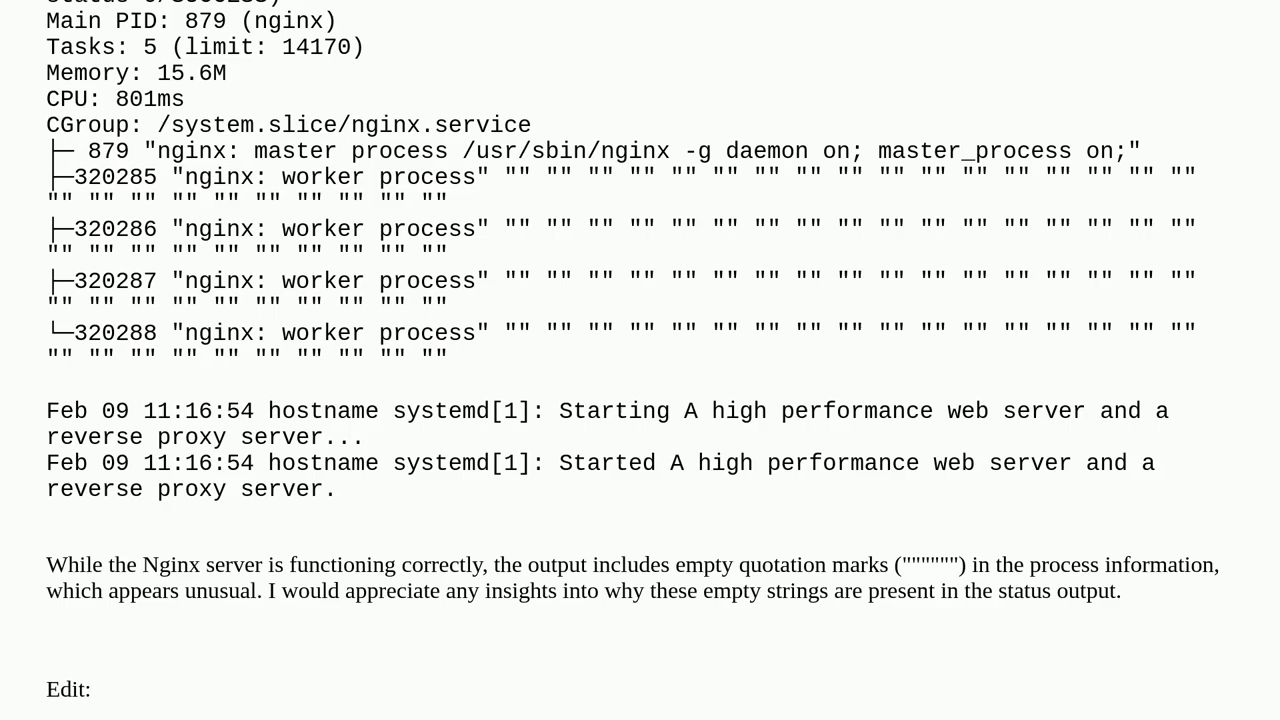 Main PID: 879 (nginx)
Tasks: 5 (limit: 14170)
Memory: 15.6M
CPU: 801ms
CGroup: /system.slice/nginx.service
├─ 879 "nginx: master process /usr/sbin/nginx -g daemon on; master_process on;"
├─320285 "nginx: worker process" "" "" "" "" "" "" "" "" "" "" "" "" "" "" "" "" ""
"" "" "" "" "" "" "" "" "" ""
├─320286 "nginx: worker process" "" "" "" "" "" "" "" "" "" "" "" "" "" "" "" "" ""
"" "" "" "" "" "" "" "" "" ""
├─320287 "nginx: worker process" "" "" "" "" "" "" "" "" "" "" "" "" "" "" "" "" ""
"" "" "" "" "" "" "" "" "" ""
└─320288 "nginx: worker process" "" "" "" "" "" "" "" "" "" "" "" "" "" "" "" "" ""
"" "" "" "" "" "" "" "" "" ""
Feb 09 11:16:54 hostname systemd[1]: Starting A high performance web server and a
reverse proxy server...
Feb 09 11:16:54 hostname systemd[1]: Started A high performance web server and a
reverse proxy server.
While the Nginx server is functioning correctly, the output includes empty quotation marks ("""""") in the process information,
which appears unusual. I would appreciate any insights into why these empty strings are present in the status output.
Edit: